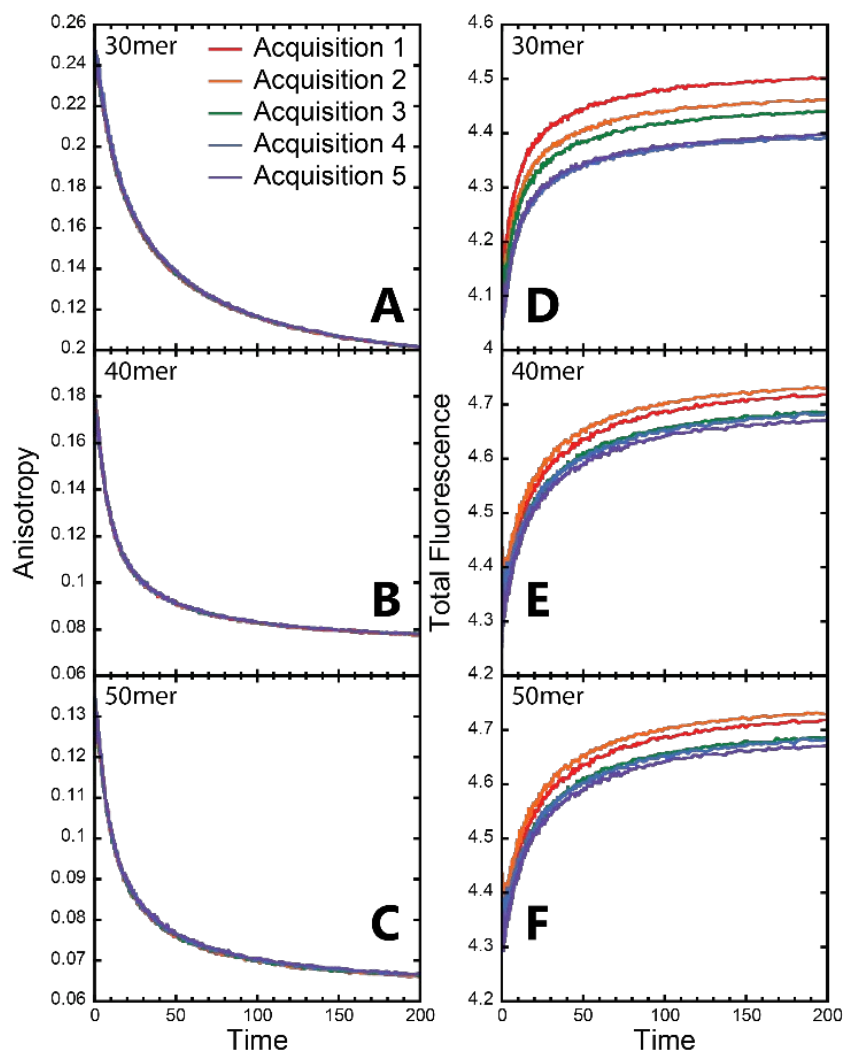 30mer
Acquisition 1
Acquisition 2
Acquisition 3
Acquisition 4
Acquisition 5
0.26
0.24
0.22
0.2
0.18
0.16
0.14
0.12
0.2
A
40mer
0.18
0.16
0.14
0.12
0.1
0.08
0.06
B
50mer
0.13
0.12
0.11
0.1
0.09
0.08
0.07
0.06
C
0
50
100
150
200
Time
Anisotropy
30mer
4.6
4.5
4.4
4.3
4.2
4.1
4
D
40mer
4.7
4.6
4.5
4.4
4.3
4.2
E
50mer
4.7
4.6
4.5
4.4
4.3
4.2
F
0
50
100
150
200
Time
Total Fluorescence